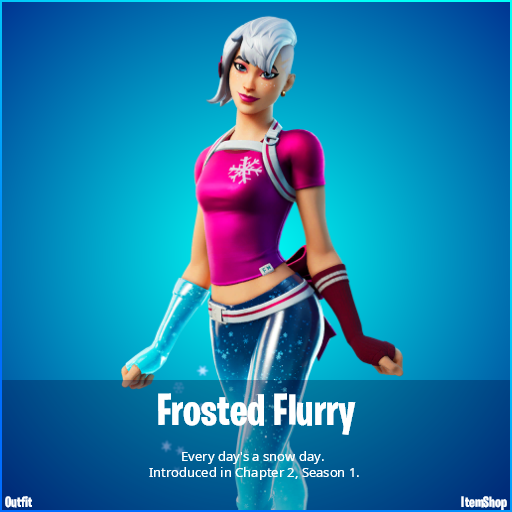 Frosted Flurry
Every day's a snow day.
Introduced in Chapter 2, Season 1.
Outfit
ItemShop